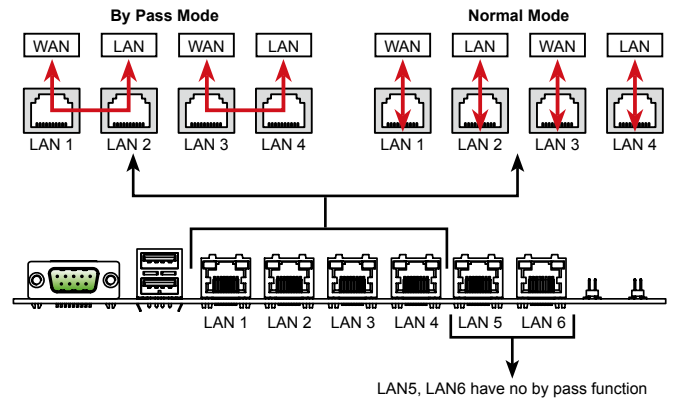 By Pass Mode
Normal Mode
WAN LAN WAN LAN
WAN LAN WAN LAN
LAN 1 LAN 2 LAN 3 LAN 4
LAN 1 LAN 2 LAN 3 LAN 4
LAN 1 LAN 2 LAN 3 LAN 4 LAN 5 LAN 6
LAN5, LAN6 have no by pass function